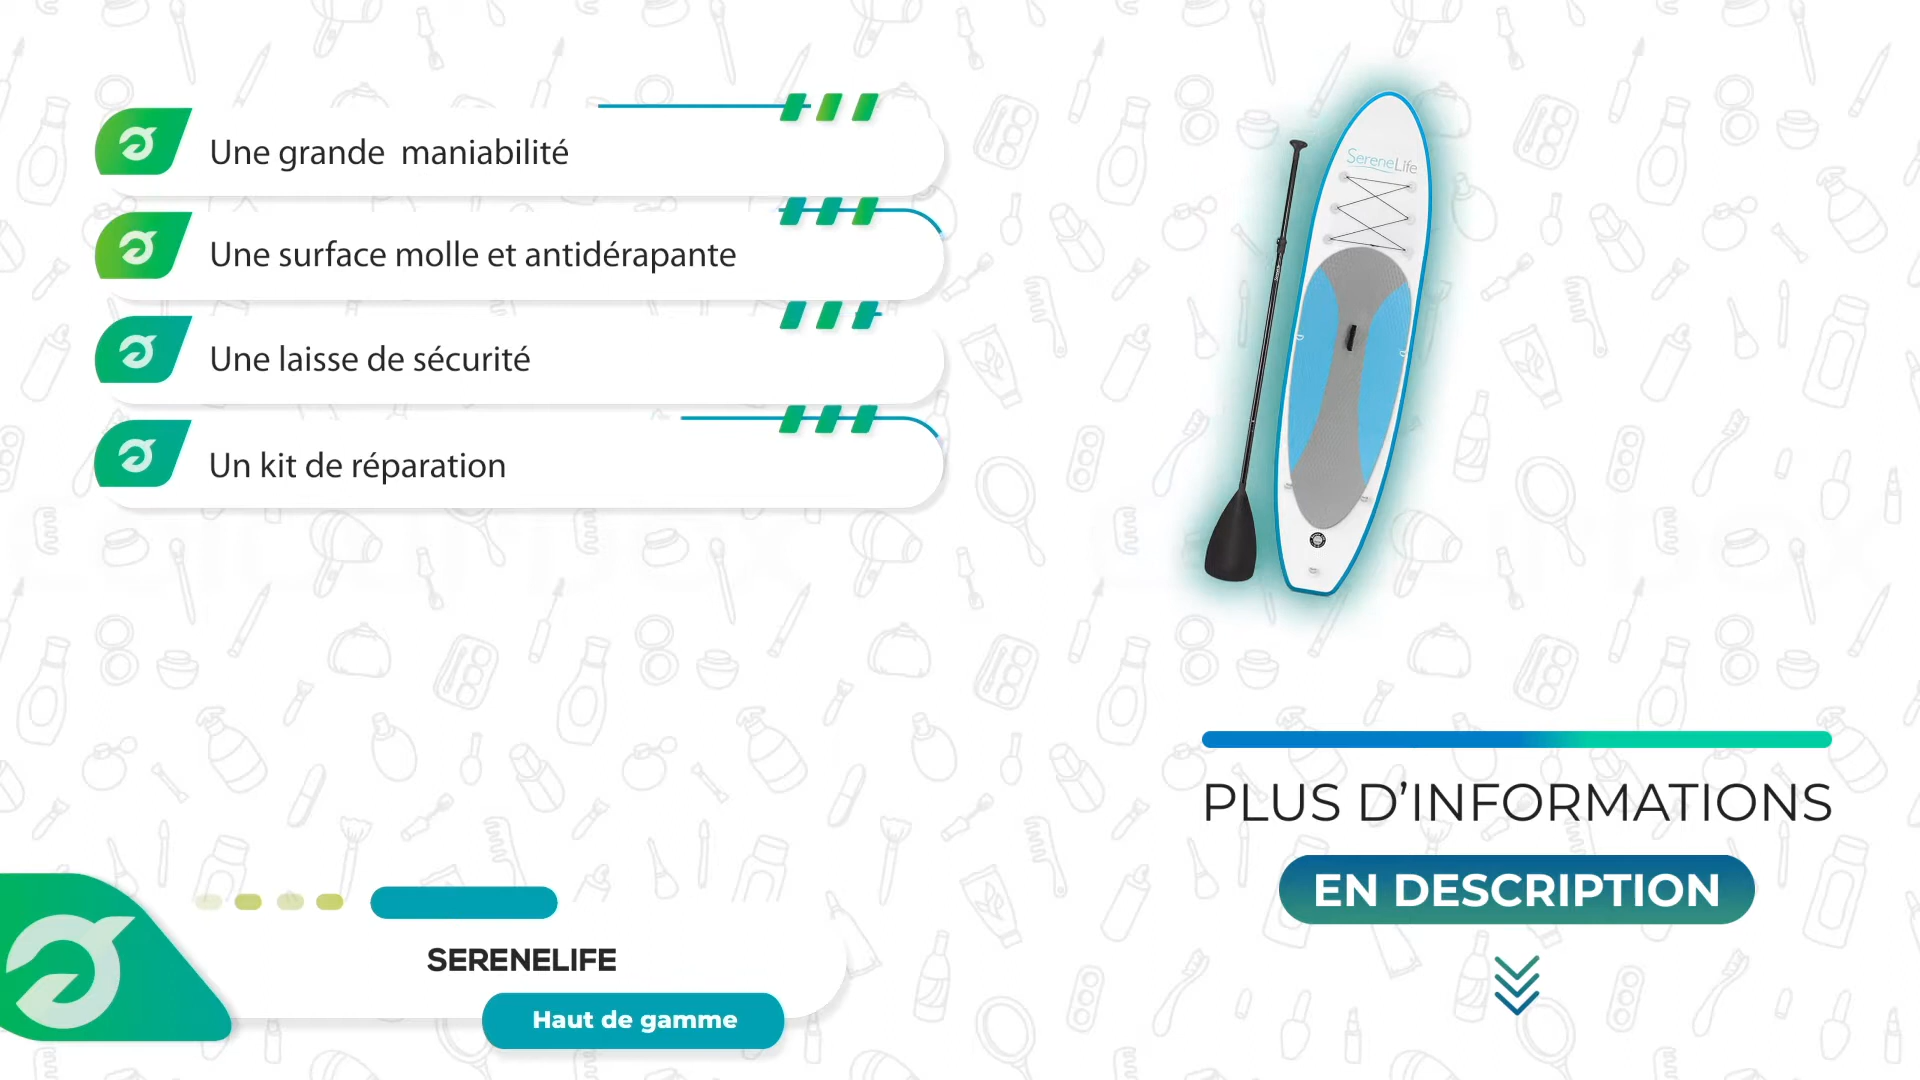 Une grande  maniabilité
Une surface molle et antidérapante
Une laisse de sécurité
Un kit de réparation
SereneLife
PLUS D’INFORMATIONS
EN DESCRIPTION
SERENELIFE
Haut de gamme